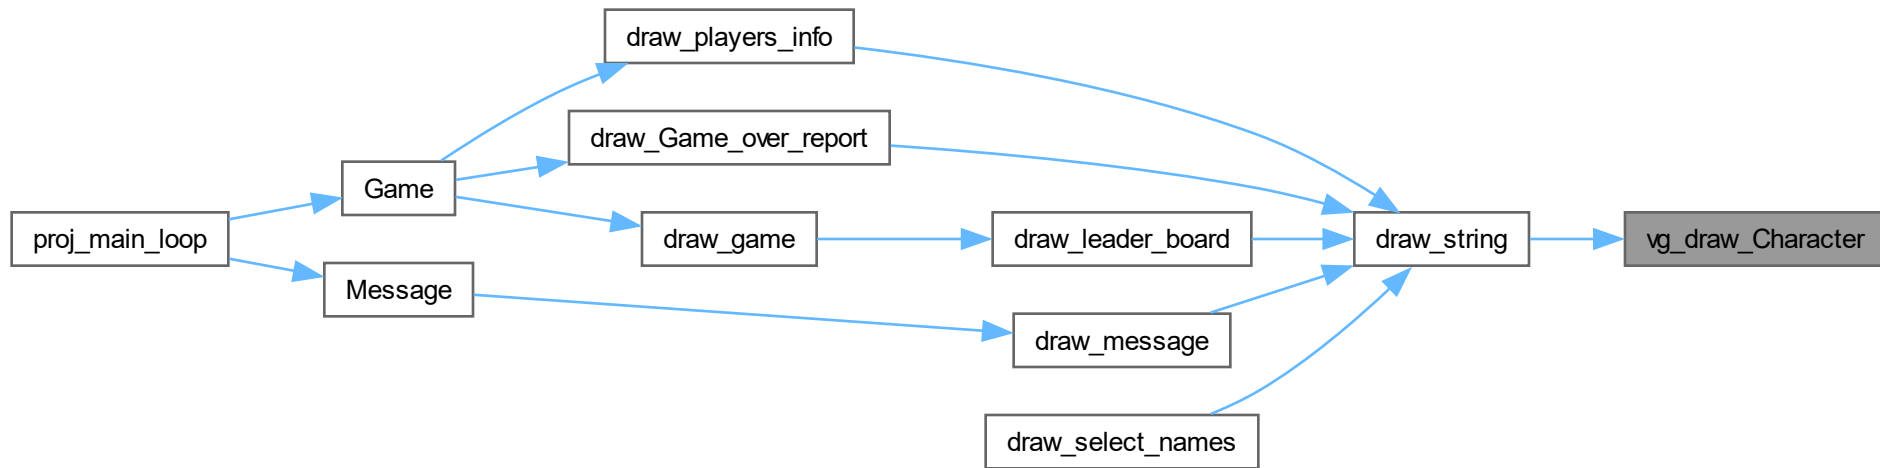 draw_players_info
draw_Game_over_report
Game
proj_main_loop
draw_game
draw_leader_board
draw_string
vg_draw_Character
Message
draw_message
draw_select_names